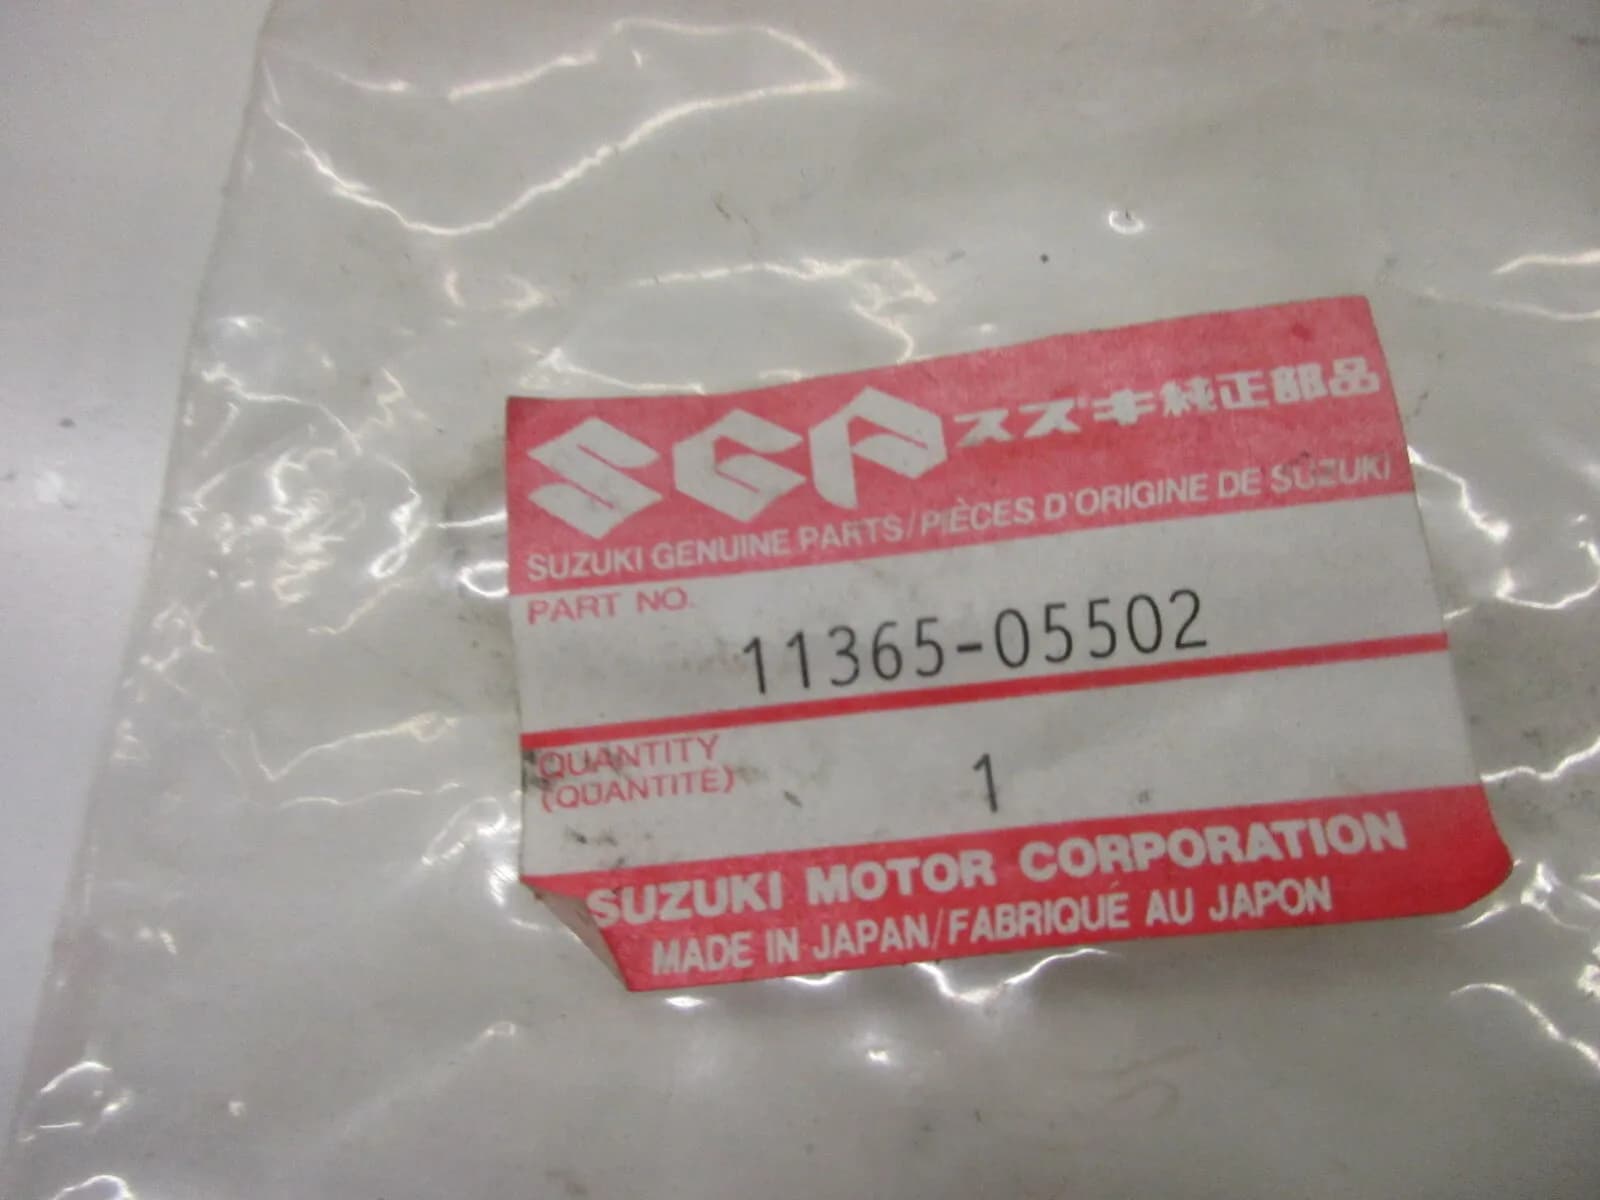 SGP スズキ純正部品
SUZUKI GENUINE PARTS/PIÈCES D'ORIGINE DE SUZUKI
PART NO.
11365-05502
QUANTITY
(QUANTITÉ)
1
SUZUKI MOTOR CORPORATION
MADE IN JAPAN/FABRIQUÉ AU JAPON